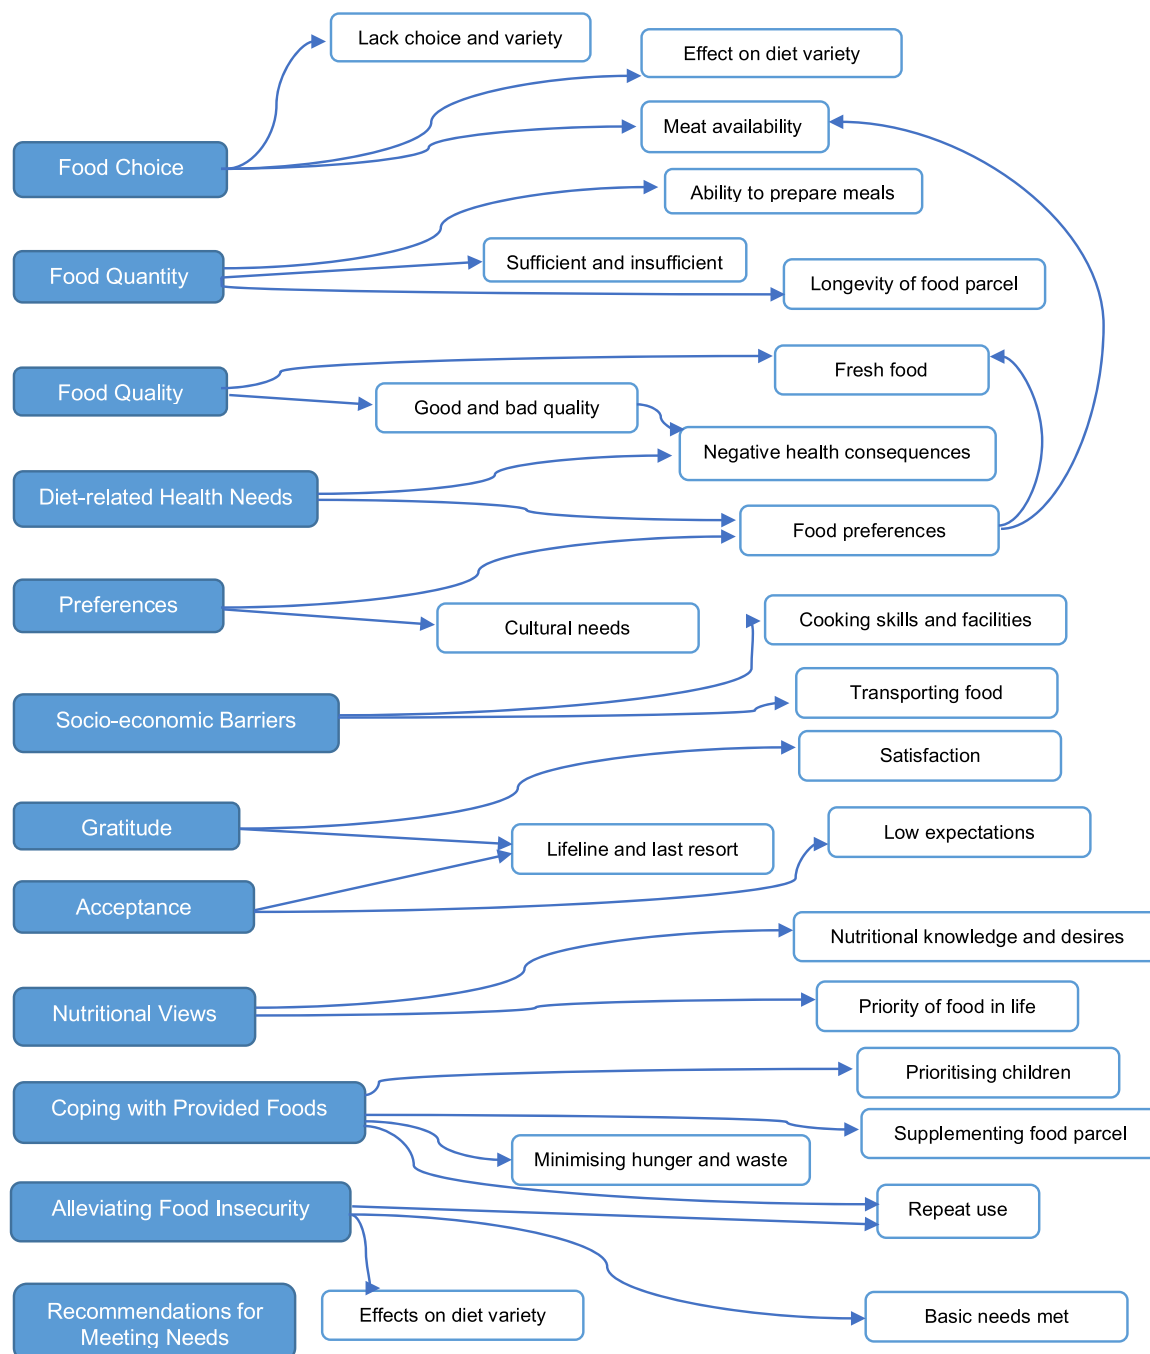 Lack choice and variety
Effect on diet variety
Meat availability
Food Choice
Ability to prepare meals
Food Quantity
Sufficient and insufficient
Longevity of food parcel
Fresh food
Food Quality
Good and bad quality
Negative health consequences
Diet-related Health Needs
Food preferences
Preferences
Cultural needs
Cooking skills and facilities
Transporting food
Socio-economic Barriers
Satisfaction
Gratitude
Low expectations
Lifeline and last resort
Acceptance
Nutritional knowledge and desires
Nutritional Views
Priority of food in life
Prioritising children
Coping with Provided Foods
Supplementing food parcel
Minimising hunger and waste
Alleviating Food Insecurity
Repeat use
Recommendations for
Meeting Needs
Effects on diet variety
Basic needs met